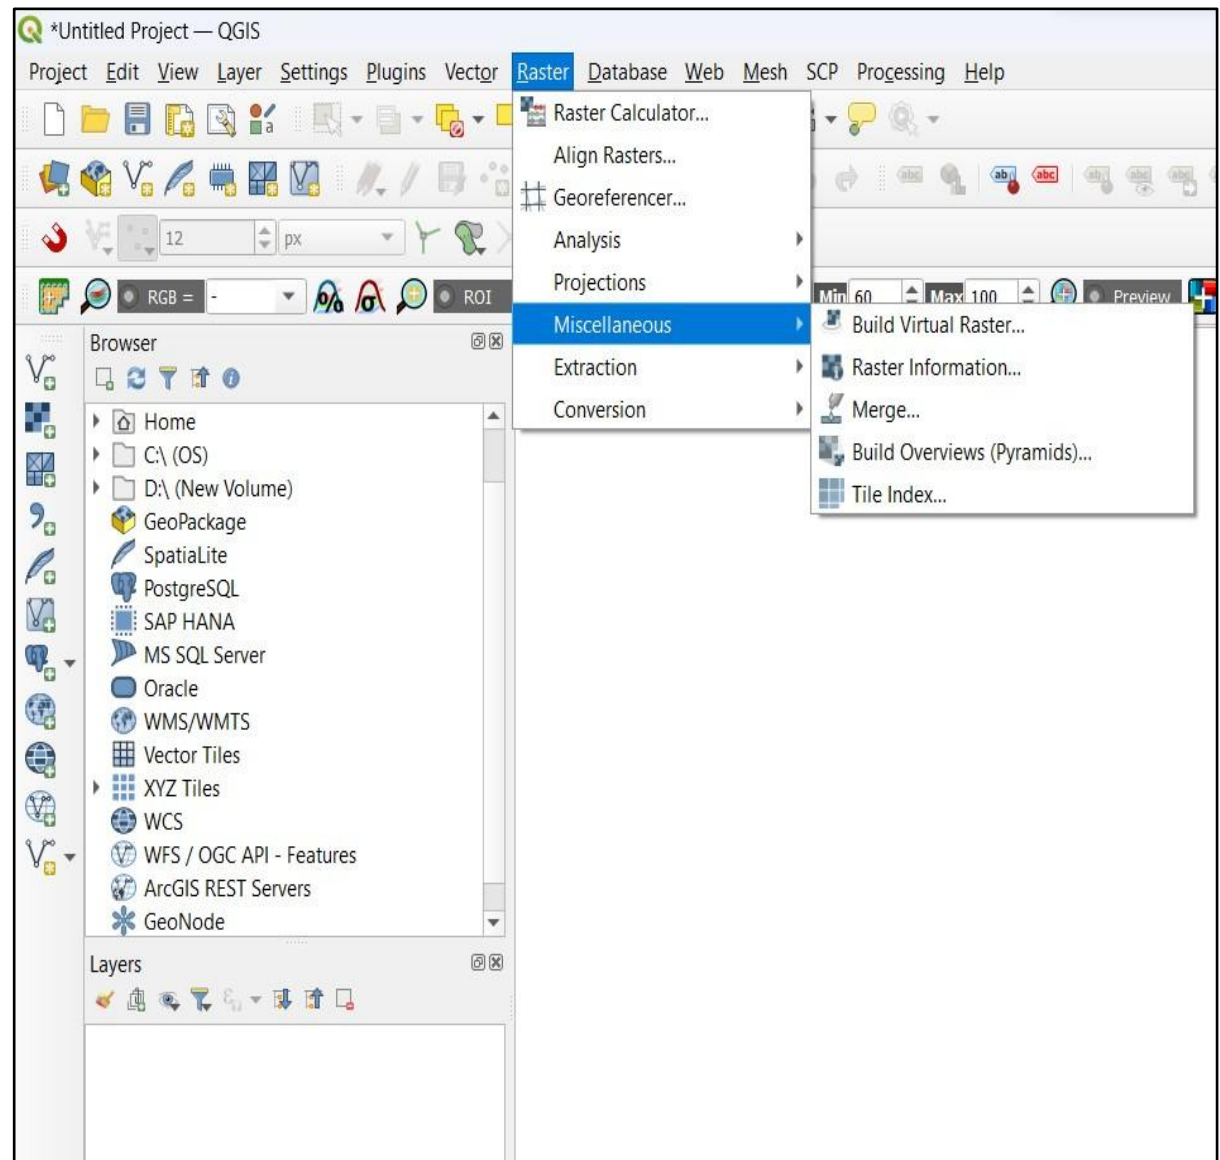 *Untitled Project — QGIS
Project Edit View Layer Settings Plugins Vector Raster Database Web Mesh SCP Processing Help
Raster Calculator...
Align Rasters...
Georeferencer...
12 px
Analysis
Projections
RGB = - ROI Min 60 Max 100 Preview
Miscellaneous
Build Virtual Raster...
Extraction
Raster Information...
Conversion
Merge...
Build Overviews (Pyramids)...
Tile Index...
Browser
Home
C:\ (OS)
D:\ (New Volume)
GeoPackage
SpatiaLite
PostgreSQL
SAP HANA
MS SQL Server
Oracle
WMS/WMTS
Vector Tiles
XYZ Tiles
WCS
WFS / OGC API - Features
ArcGIS REST Servers
GeoNode
Layers